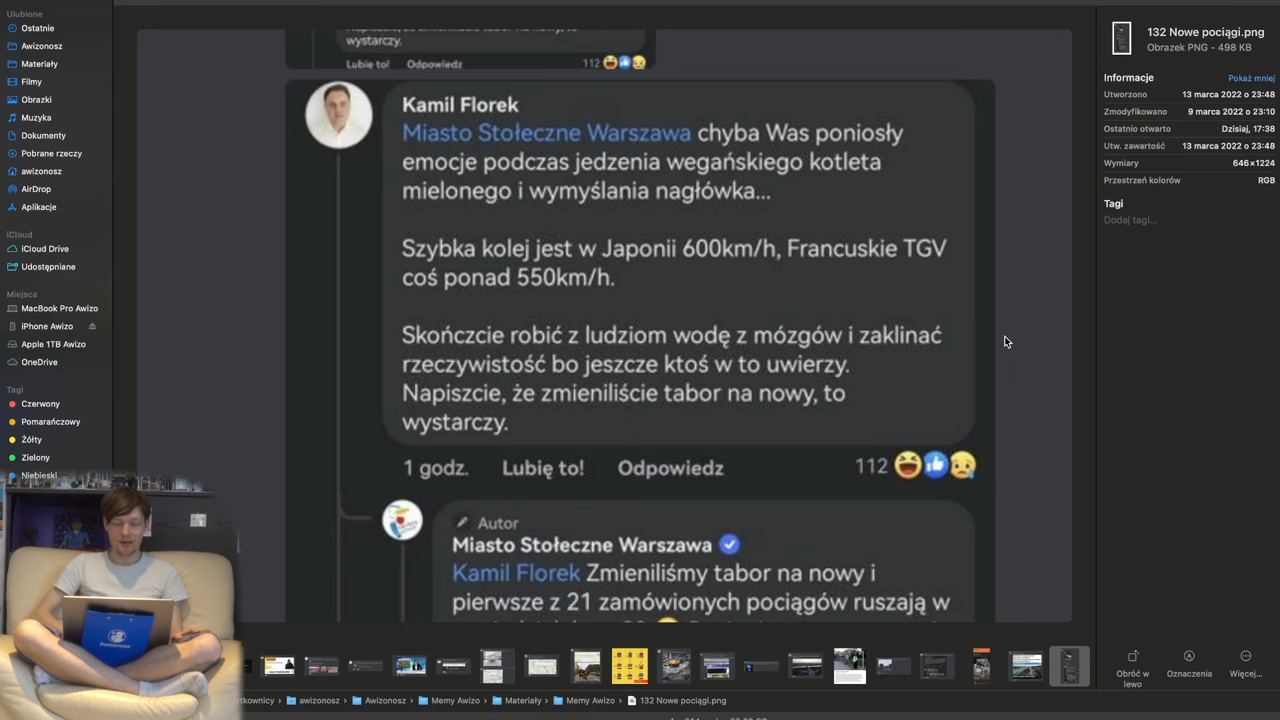 Ulubione
Ostatnie
Awizonosz
Materiały
Filmy
Obrazki
Muzyka
Dokumenty
Pobrane rzeczy
awizonosz
AirDrop
Aplikacje
iCloud
iCloud Drive
Udostępniane
Miejsca
MacBook Pro Awizo
iPhone Awizo
Apple 1TB Awizo
OneDrive
Tagi
Czerwony
Pomarańczowy
Żółty
Zielony
Niebieski
wystarczy.
Lubię to! Odpowiedz 112
Kamil Florek
Miasto Stołeczne Warszawa chyba Was poniosły
emocje podczas jedzenia wegańskiego kotleta
mielonego i wymyślania nagłówka...
Szybka kolej jest w Japonii 600km/h, Francuskie TGV
coś ponad 550km/h.
Skończcie robić z ludziom wodę z mózgów i zaklinać
rzeczywistość bo jeszcze ktoś w to uwierzy.
Napiszcie, że zmieniliście tabor na nowy, to
wystarczy.
1 godz. Lubię to! Odpowiedz 112
Autor
Miasto Stołeczne Warszawa
Kamil Florek Zmieniliśmy tabor na nowy i
pierwsze z 21 zamówionych pociągów ruszają w
132 Nowe pociągi.png
Obrazek PNG - 498 KB
Informacje Pokaż mniej
Utworzono 13 marca 2022 o 23:48
Zmodyfikowano 9 marca 2022 o 23:10
Ostatnio otwarto Dzisiaj, 17:38
Utw. zawartość 13 marca 2022 o 23:48
Wymiary 646×1224
Przestrzeń kolorów RGB
Tagi
Dodaj tagi...
Obróć w lewo
Oznaczenia
Więcej...
Awizonosz
awizonosz Awizonosz Memy Awizo Materiały Memy Awizo 132 Nowe pociągi.png